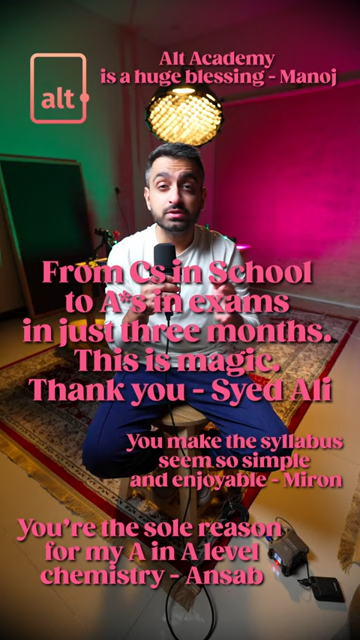 Alt Academy
is a huge blessing - Manoj
alt
From Cs in School
to A*s in exams
in just three months.
This is magic.
Thank you - Syed Ali
You make the syllabus
seem so simple
and enjoyable - Miron
You're the sole reason
for my A in A level
chemistry - Ansab